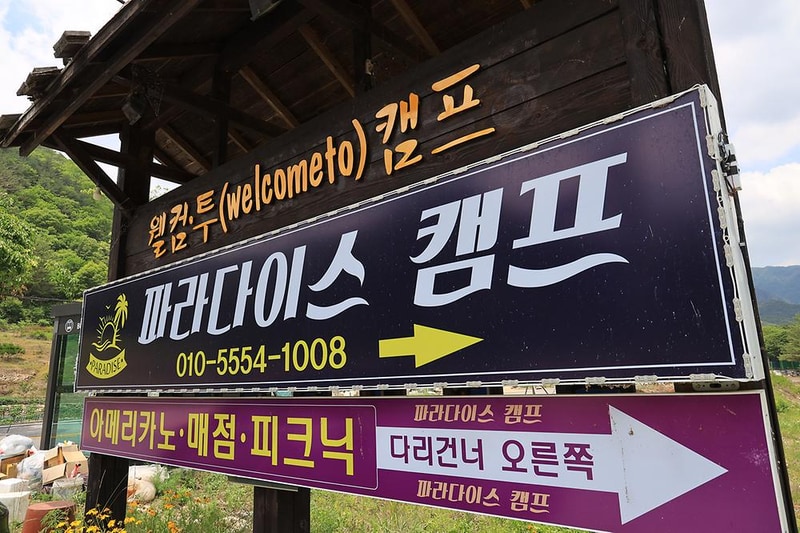 웰컴·투(welcometo)캠프
파라다이스 캠프
010-5554-1008
PARADISE
아메리카노·매점·피크닉
파라다이스 캠프
다리건너 오른쪽
파라다이스 캠프